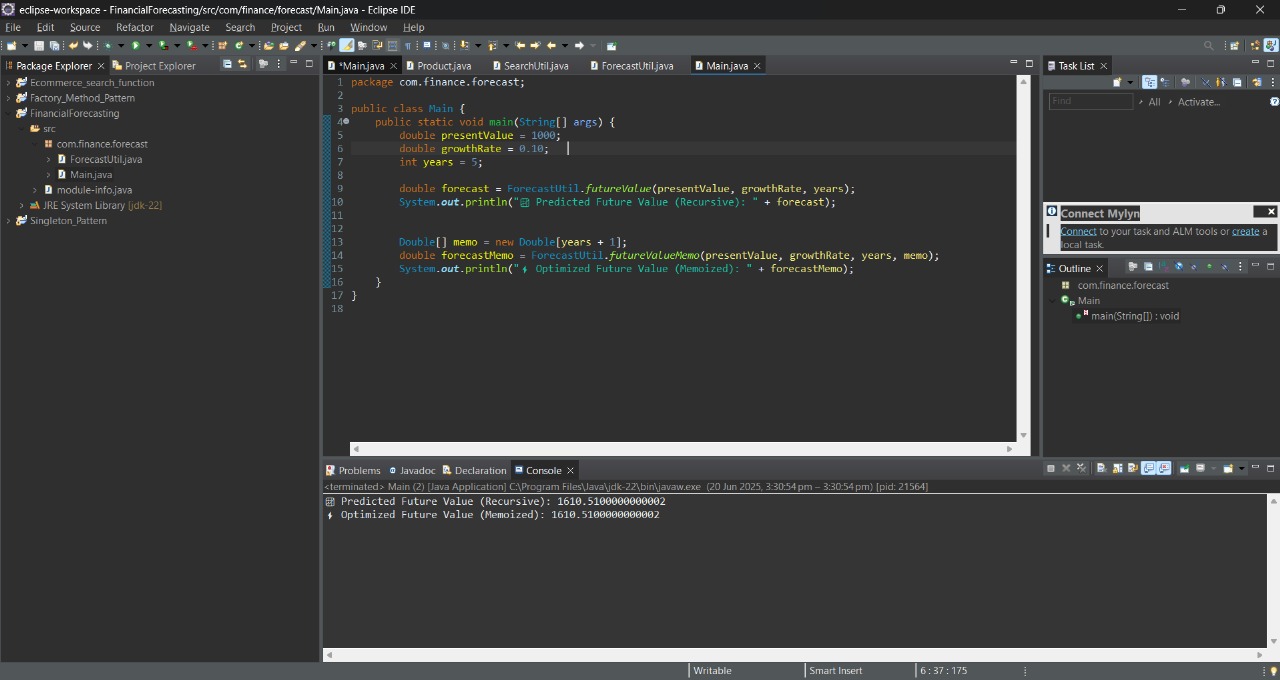 eclipse-workspace - FinancialForecasting/src/com/finance/forecast/Main.java - Eclipse IDE
File Edit Source Refactor Navigate Search Project Run Window Help
Package Explorer
Project Explorer
Ecommerce_search_function
Factory_Method_Pattern
FinancialForecasting
src
com.finance.forecast
ForecastUtil.java
Main.java
module-info.java
JRE System Library [jdk-22]
Singleton_Pattern
*Main.java Product.java SearchUtil.java ForecastUtil.java Main.java
1 package com.finance.forecast;
2
3 public class Main {
4 public static void main(String[] args) {
5 double presentValue = 1000;
6 double growthRate = 0.10;
7 int years = 5;
8
9 double forecast = ForecastUtil.futureValue(presentValue, growthRate, years);
10 System.out.println("🧮 Predicted Future Value (Recursive): " + forecast);
11
12
13 Double[] memo = new Double[years + 1];
14 double forecastMemo = ForecastUtil.futureValueMemo(presentValue, growthRate, years, memo);
15 System.out.println("⚡ Optimized Future Value (Memoized): " + forecastMemo);
16 }
17 }
18
Task List
Find All Activate...
Connect Mylyn
Connect to your task and ALM tools or create a
local task.
Outline
com.finance.forecast
Main
main(String[]) : void
Problems Javadoc Declaration Console
<terminated> Main (2) [Java Application] C:\Program Files\Java\jdk-22\bin\javaw.exe (20 Jun 2025, 3:30:54 pm – 3:30:54 pm) [pid: 21564]
🧮 Predicted Future Value (Recursive): 1610.5100000000002
⚡ Optimized Future Value (Memoized): 1610.5100000000002
Writable Smart Insert 6 : 37 : 175